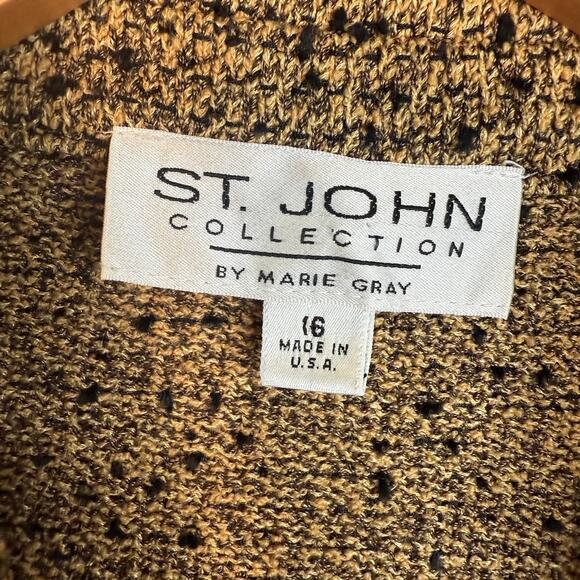 ST. JOHN
COLLECTION
BY MARIE GRAY
16
MADE IN
U.S.A.